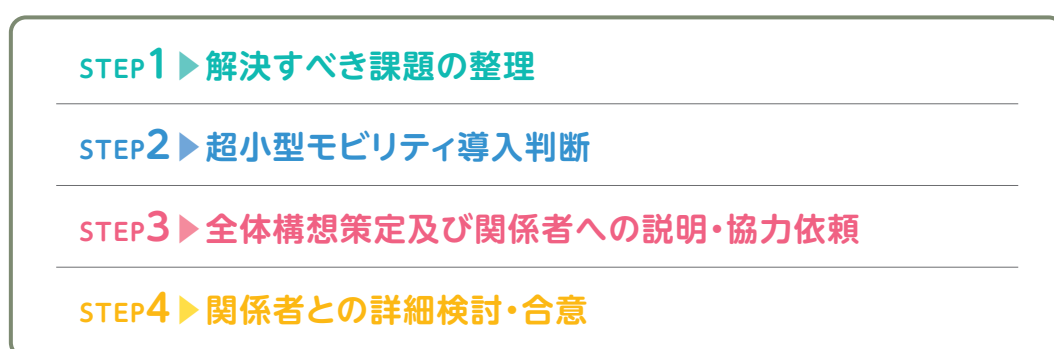 STEP1▶解決すべき課題の整理
STEP2▶超小型モビリティ導入判断
STEP3▶全体構想策定及び関係者への説明・協力依頼
STEP4▶関係者との詳細検討・合意